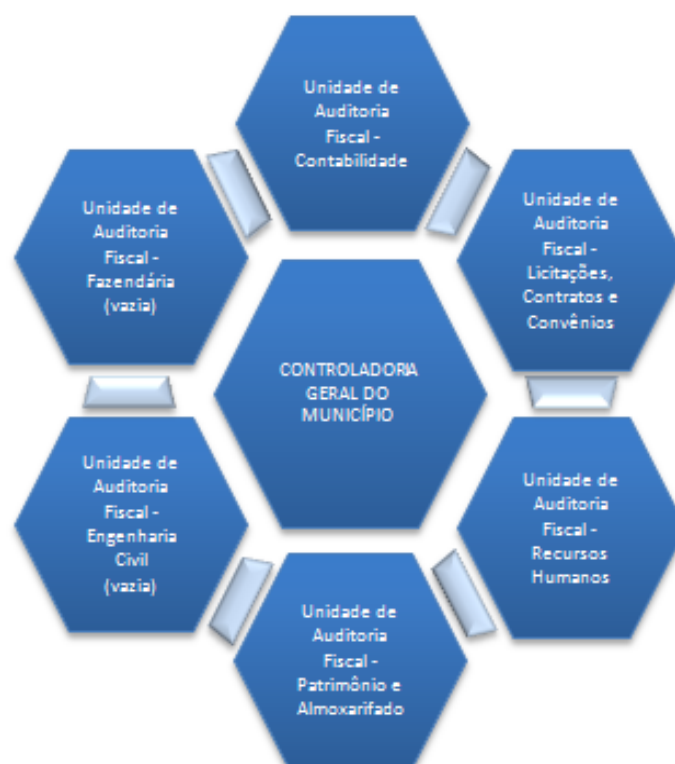 Unidade de
Auditoria
Fiscal -
Contabilidade
Unidade de
Auditoria
Fiscal -
Licitações,
Contratos e
Convênios
Unidade de
Auditoria
Fiscal -
Recursos
Humanos
Unidade de
Auditoria
Fiscal -
Patrimônio e
Almoxarifado
Unidade de
Auditoria
Fiscal -
Engenharia
Civil
(vazia)
Unidade de
Auditoria
Fiscal -
Fazendária
(vazia)
CONTROLADORIA
GERAL DO
MUNICÍPIO